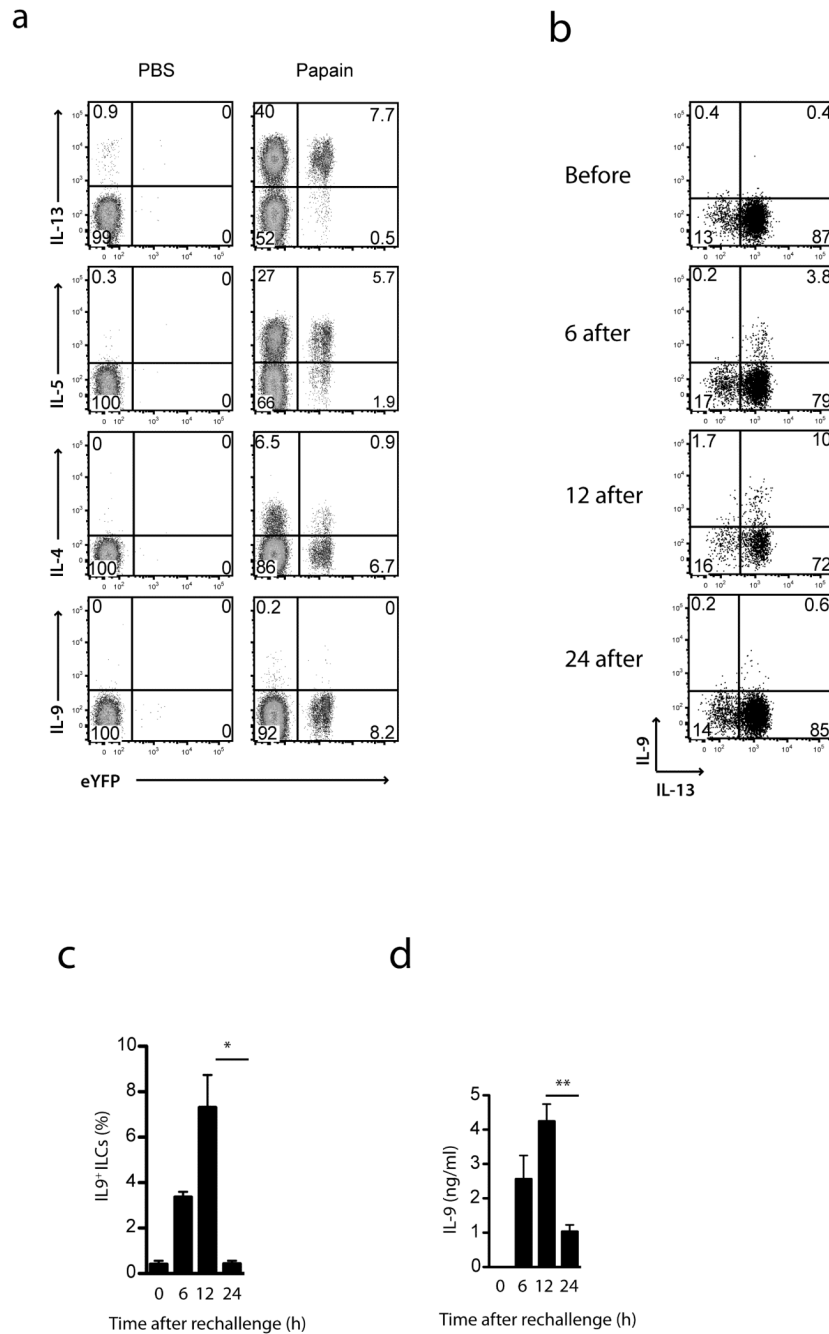 a
b
PBS
Papain
0.9
0
40
7.7
99
0
52
0.5
IL-13
0.3
0
27
5.7
100
0
66
1.9
IL-5
0
0
6.5
0.9
100
0
86
6.7
IL-4
0
0
0.2
0
100
0
92
8.2
IL-9
eYFP
Before
0.4
0.4
13
87
6 after
0.2
3.8
17
79
12 after
1.7
10
16
72
24 after
0.2
0.6
14
85
IL-9
IL-13
c
d
10
8
6
4
2
0
*
IL9⁺ ILCs (%)
0 6 12 24
Time after rechallenge (h)
5
4
3
2
1
0
**
IL-9 (ng/ml)
0 6 12 24
Time after rechallenge (h)